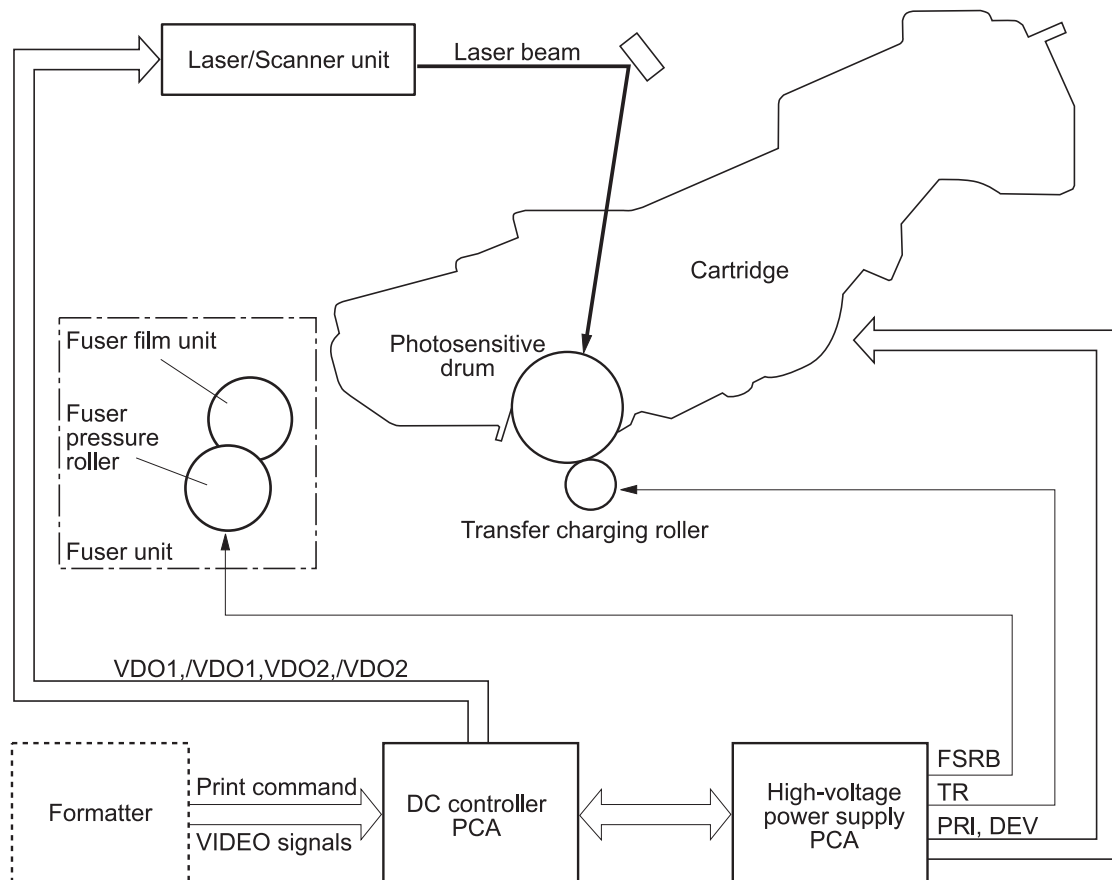 Laser/Scanner unit
Laser beam
Cartridge
Photosensitive
drum
Fuser film unit
Fuser
pressure
roller
Fuser unit
Transfer charging roller
VDO1,/VDO1,VDO2,/VDO2
Formatter
Print command
VIDEO signals
DC controller
PCA
High-voltage
power supply
PCA
FSRB
TR
PRI, DEV